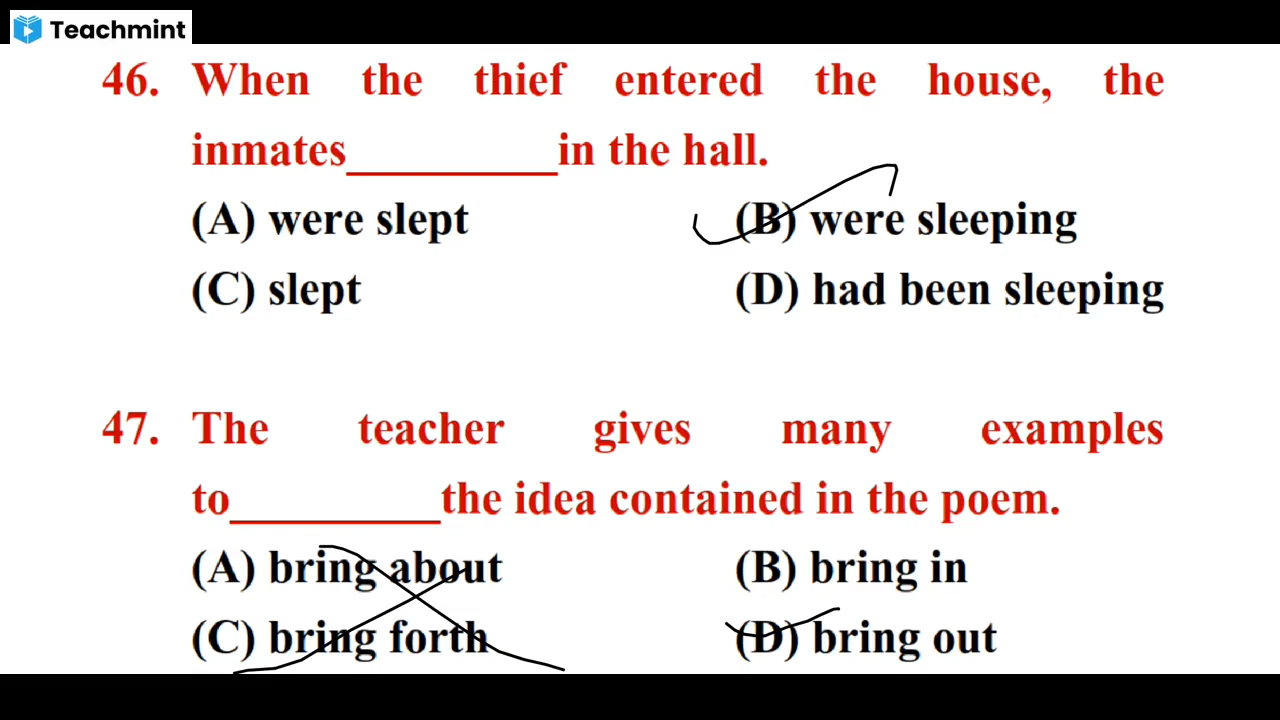 Teachmint
46. When the thief entered the house, the
inmates_________in the hall.
(A) were slept (B) were sleeping
(C) slept (D) had been sleeping
47. The teacher gives many examples
to_________the idea contained in the poem.
(A) bring about (B) bring in
(C) bring forth (D) bring out